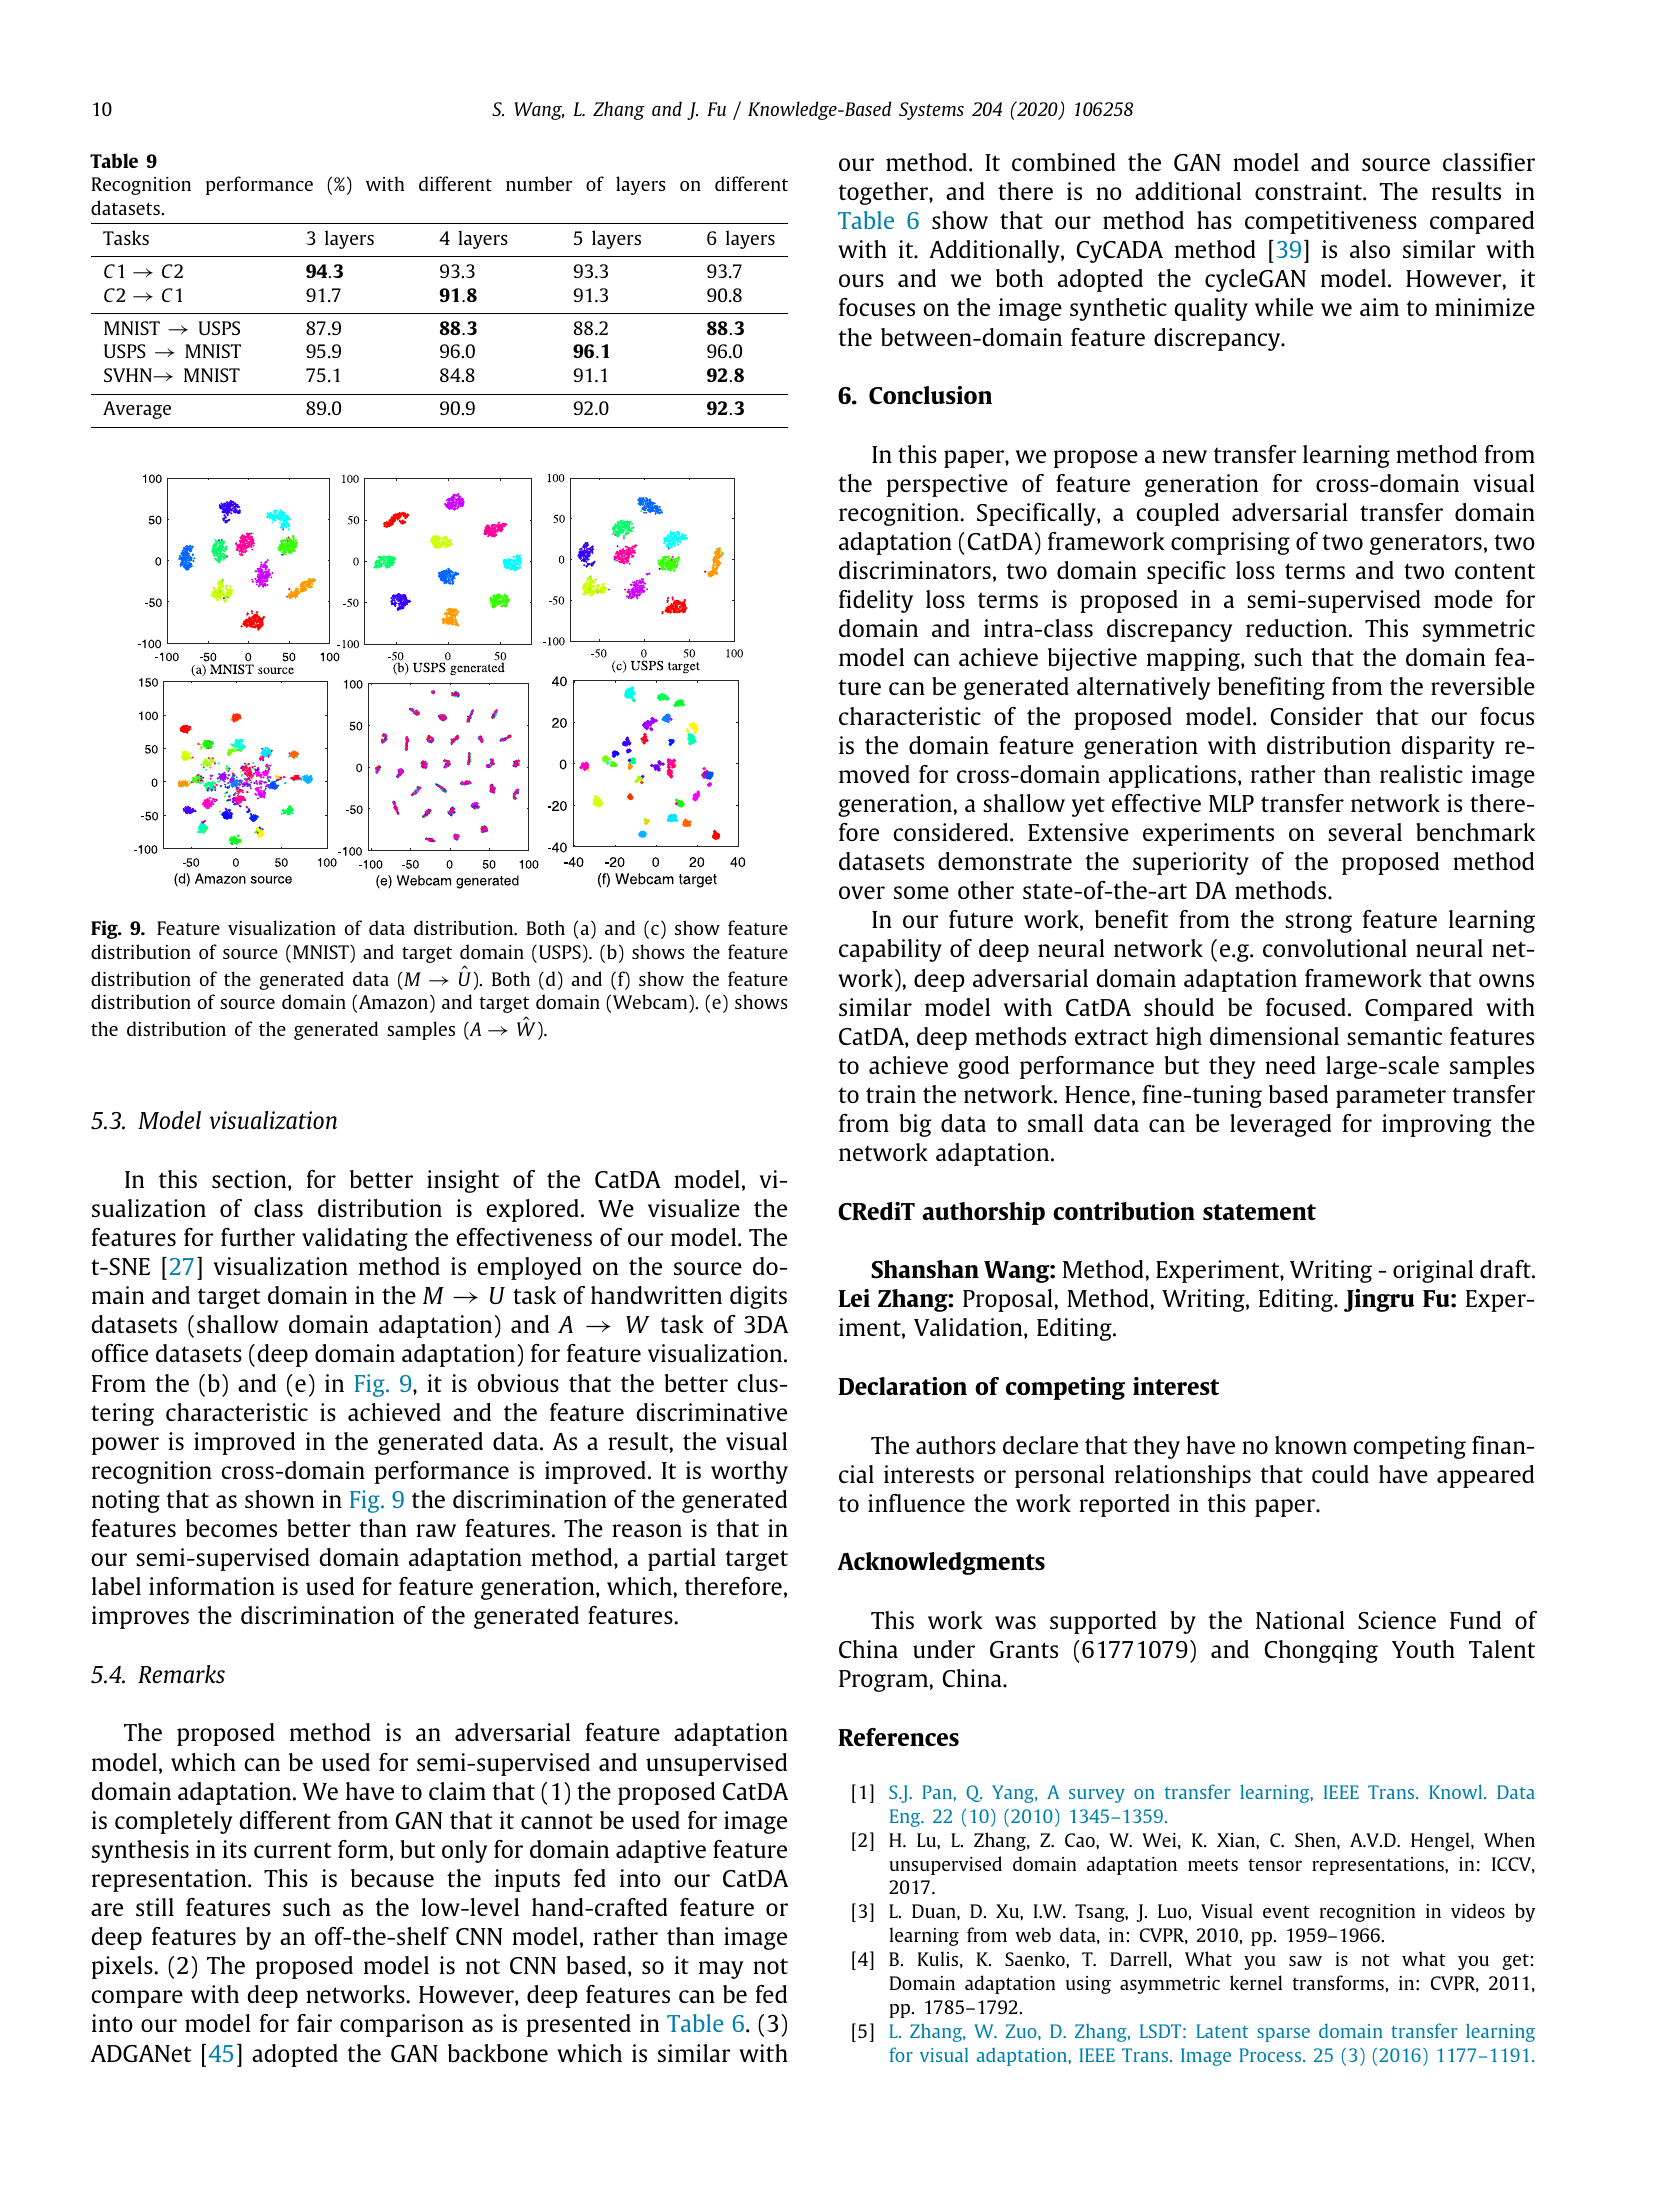 10
S. Wang, L. Zhang and J. Fu / Knowledge-Based Systems 204 (2020) 106258
Table 9
Recognition performance (%) with different number of layers on different
datasets.
Tasks 3 layers 4 layers 5 layers 6 layers
C1 → C2 94.3 93.3 93.3 93.7
C2 → C1 91.7 91.8 91.3 90.8
MNIST → USPS 87.9 88.3 88.2 88.3
USPS → MNIST 95.9 96.0 96.1 96.0
SVHN→ MNIST 75.1 84.8 91.1 92.8
Average 89.0 90.9 92.0 92.3
100
50
0
-50
-100
-100 -50 0 50 100
(a) MNIST source
100
50
0
-50
-100
-50 0 50
(b) USPS generated
100
50
0
-50
-100
-50 0 50 100
(c) USPS target
150
100
50
0
-50
-100
-50 0 50 100
(d) Amazon source
100
50
0
-50
-100
-100 -50 0 50 100
(e) Webcam generated
40
20
0
-20
-40
-40 -20 0 20 40
(f) Webcam target
Fig. 9. Feature visualization of data distribution. Both (a) and (c) show feature
distribution of source (MNIST) and target domain (USPS). (b) shows the feature
distribution of the generated data (M → Û). Both (d) and (f) show the feature
distribution of source domain (Amazon) and target domain (Webcam). (e) shows
the distribution of the generated samples (A → Ŵ).
5.3. Model visualization
In this section, for better insight of the CatDA model, vi-
sualization of class distribution is explored. We visualize the
features for further validating the effectiveness of our model. The
t-SNE [27] visualization method is employed on the source do-
main and target domain in the M → U task of handwritten digits
datasets (shallow domain adaptation) and A → W task of 3DA
office datasets (deep domain adaptation) for feature visualization.
From the (b) and (e) in Fig. 9, it is obvious that the better clus-
tering characteristic is achieved and the feature discriminative
power is improved in the generated data. As a result, the visual
recognition cross-domain performance is improved. It is worthy
noting that as shown in Fig. 9 the discrimination of the generated
features becomes better than raw features. The reason is that in
our semi-supervised domain adaptation method, a partial target
label information is used for feature generation, which, therefore,
improves the discrimination of the generated features.
5.4. Remarks
The proposed method is an adversarial feature adaptation
model, which can be used for semi-supervised and unsupervised
domain adaptation. We have to claim that (1) the proposed CatDA
is completely different from GAN that it cannot be used for image
synthesis in its current form, but only for domain adaptive feature
representation. This is because the inputs fed into our CatDA
are still features such as the low-level hand-crafted feature or
deep features by an off-the-shelf CNN model, rather than image
pixels. (2) The proposed model is not CNN based, so it may not
compare with deep networks. However, deep features can be fed
into our model for fair comparison as is presented in Table 6. (3)
ADGANet [45] adopted the GAN backbone which is similar with
our method. It combined the GAN model and source classifier
together, and there is no additional constraint. The results in
Table 6 show that our method has competitiveness compared
with it. Additionally, CyCADA method [39] is also similar with
ours and we both adopted the cycleGAN model. However, it
focuses on the image synthetic quality while we aim to minimize
the between-domain feature discrepancy.
6. Conclusion
In this paper, we propose a new transfer learning method from
the perspective of feature generation for cross-domain visual
recognition. Specifically, a coupled adversarial transfer domain
adaptation (CatDA) framework comprising of two generators, two
discriminators, two domain specific loss terms and two content
fidelity loss terms is proposed in a semi-supervised mode for
domain and intra-class discrepancy reduction. This symmetric
model can achieve bijective mapping, such that the domain fea-
ture can be generated alternatively benefiting from the reversible
characteristic of the proposed model. Consider that our focus
is the domain feature generation with distribution disparity re-
moved for cross-domain applications, rather than realistic image
generation, a shallow yet effective MLP transfer network is there-
fore considered. Extensive experiments on several benchmark
datasets demonstrate the superiority of the proposed method
over some other state-of-the-art DA methods.
In our future work, benefit from the strong feature learning
capability of deep neural network (e.g. convolutional neural net-
work), deep adversarial domain adaptation framework that owns
similar model with CatDA should be focused. Compared with
CatDA, deep methods extract high dimensional semantic features
to achieve good performance but they need large-scale samples
to train the network. Hence, fine-tuning based parameter transfer
from big data to small data can be leveraged for improving the
network adaptation.
CRediT authorship contribution statement
Shanshan Wang: Method, Experiment, Writing - original draft.
Lei Zhang: Proposal, Method, Writing, Editing. Jingru Fu: Exper-
iment, Validation, Editing.
Declaration of competing interest
The authors declare that they have no known competing finan-
cial interests or personal relationships that could have appeared
to influence the work reported in this paper.
Acknowledgments
This work was supported by the National Science Fund of
China under Grants (61771079) and Chongqing Youth Talent
Program, China.
References
[1] S.J. Pan, Q. Yang, A survey on transfer learning, IEEE Trans. Knowl. Data
Eng. 22 (10) (2010) 1345–1359.
[2] H. Lu, L. Zhang, Z. Cao, W. Wei, K. Xian, C. Shen, A.V.D. Hengel, When
unsupervised domain adaptation meets tensor representations, in: ICCV,
2017.
[3] L. Duan, D. Xu, I.W. Tsang, J. Luo, Visual event recognition in videos by
learning from web data, in: CVPR, 2010, pp. 1959–1966.
[4] B. Kulis, K. Saenko, T. Darrell, What you saw is not what you get:
Domain adaptation using asymmetric kernel transforms, in: CVPR, 2011,
pp. 1785–1792.
[5] L. Zhang, W. Zuo, D. Zhang, LSDT: Latent sparse domain transfer learning
for visual adaptation, IEEE Trans. Image Process. 25 (3) (2016) 1177–1191.